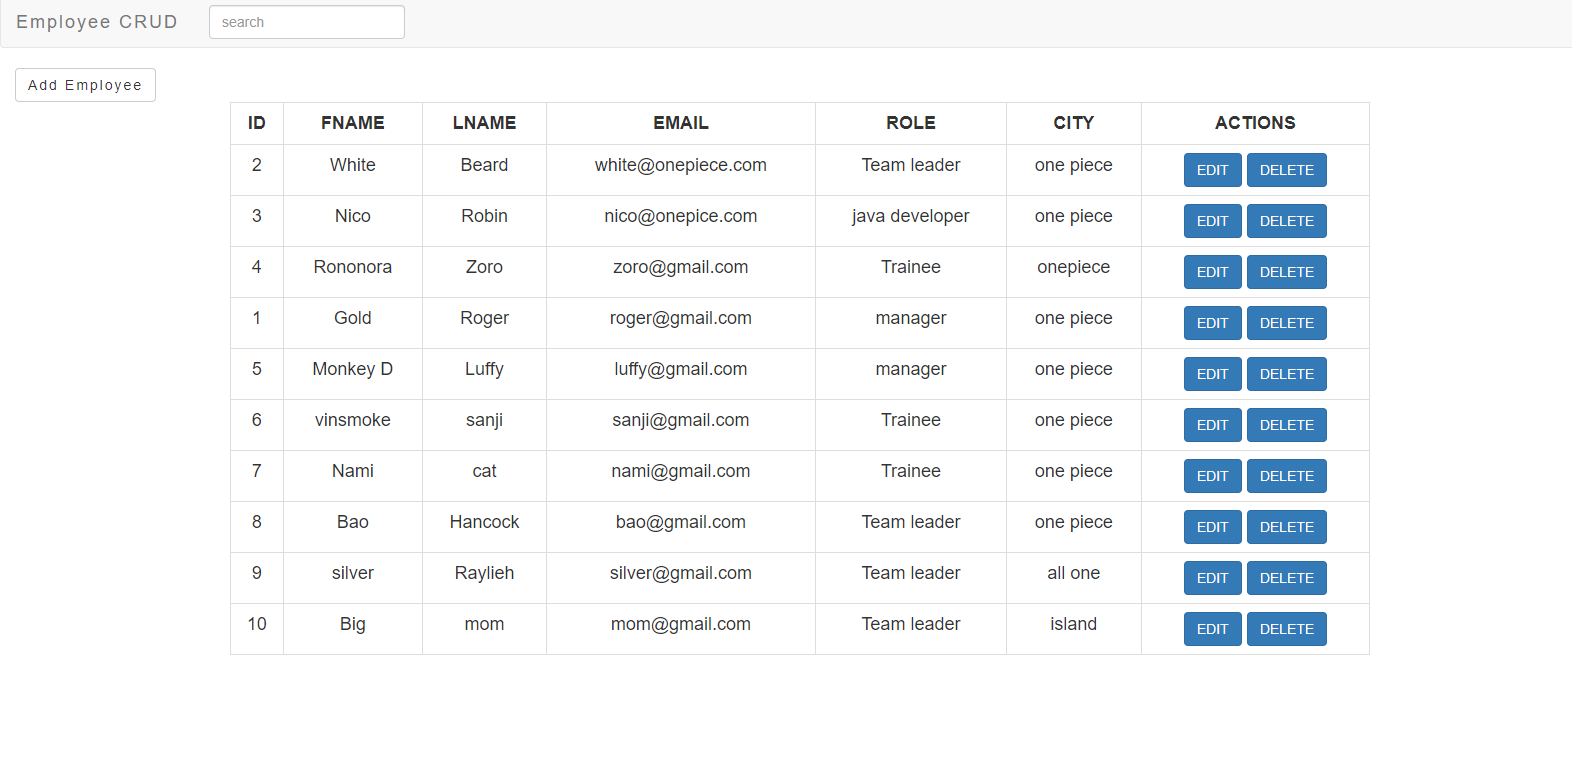 Employee CRUD search
Add Employee
ID FNAME LNAME EMAIL ROLE CITY ACTIONS
2 White Beard white@onepiece.com Team leader one piece EDIT DELETE
3 Nico Robin nico@onepice.com java developer one piece EDIT DELETE
4 Rononora Zoro zoro@gmail.com Trainee onepiece EDIT DELETE
1 Gold Roger roger@gmail.com manager one piece EDIT DELETE
5 Monkey D Luffy luffy@gmail.com manager one piece EDIT DELETE
6 vinsmoke sanji sanji@gmail.com Trainee one piece EDIT DELETE
7 Nami cat nami@gmail.com Trainee one piece EDIT DELETE
8 Bao Hancock bao@gmail.com Team leader one piece EDIT DELETE
9 silver Raylieh silver@gmail.com Team leader all one EDIT DELETE
10 Big mom mom@gmail.com Team leader island EDIT DELETE